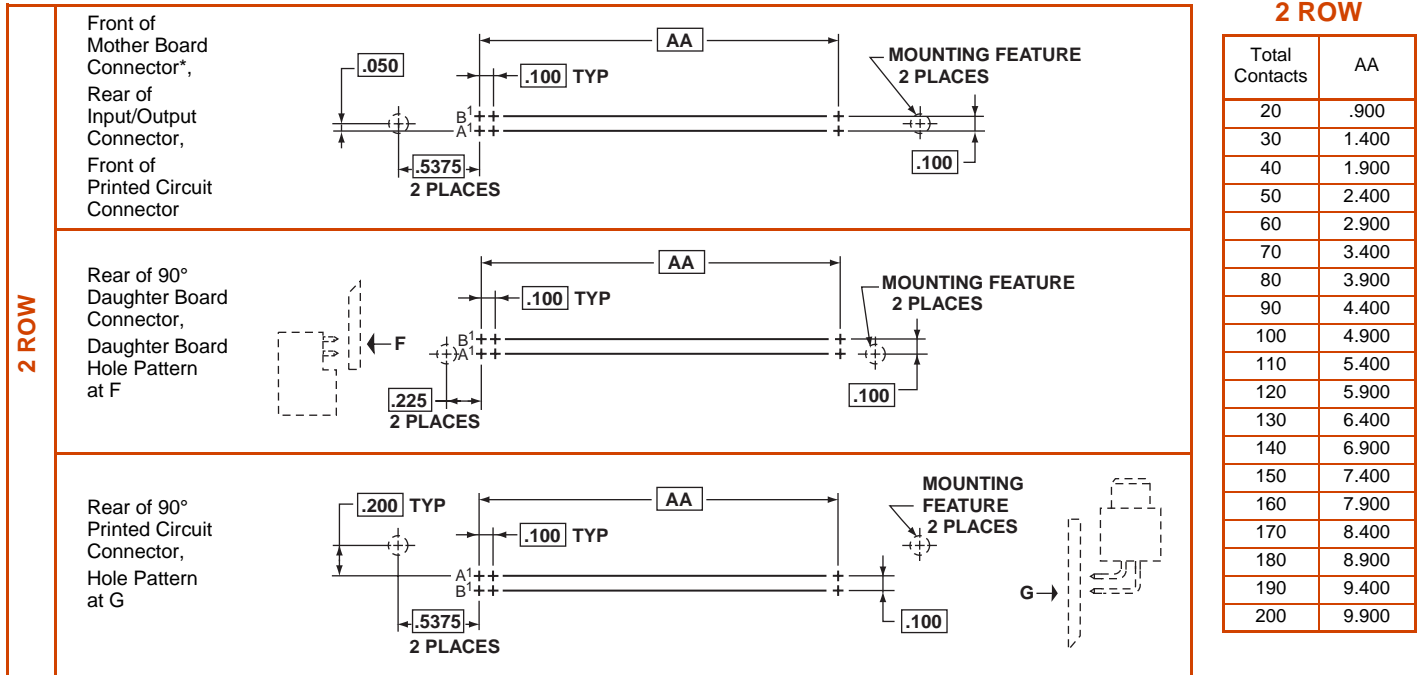 2 ROW
Front of
Mother Board
Connector*,
Rear of
Input/Output
Connector,
Front of
Printed Circuit
Connector
AA
.050
.100 TYP
MOUNTING FEATURE
2 PLACES
B1
A1
.5375
2 PLACES
.100
Rear of 90°
Daughter Board
Connector,
Daughter Board
Hole Pattern
at F
F
AA
.100 TYP
MOUNTING FEATURE
2 PLACES
B1
A1
.225
2 PLACES
.100
Rear of 90°
Printed Circuit
Connector,
Hole Pattern
at G
.200 TYP
AA
.100 TYP
MOUNTING
FEATURE
2 PLACES
A1
B1
.5375
2 PLACES
.100
G
2 ROW
Total
Contacts AA
20 .900
30 1.400
40 1.900
50 2.400
60 2.900
70 3.400
80 3.900
90 4.400
100 4.900
110 5.400
120 5.900
130 6.400
140 6.900
150 7.400
160 7.900
170 8.400
180 8.900
190 9.400
200 9.900